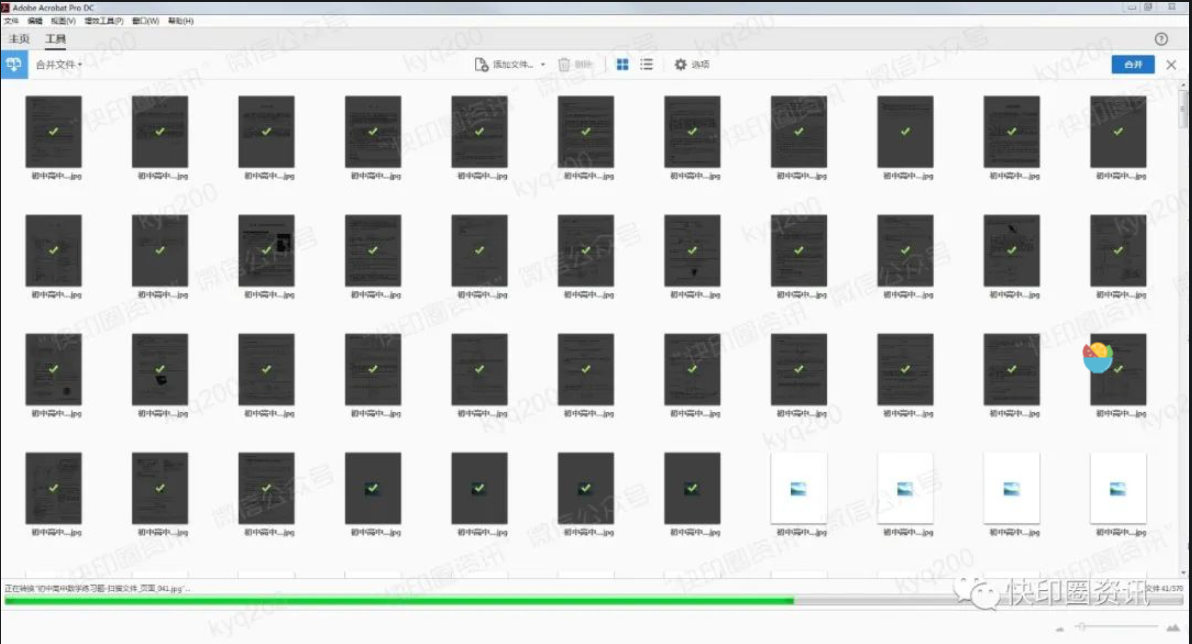 Adobe Acrobat Pro DC
文件 编辑 视图(V) 增效工具(P) 窗口(W) 帮助(H)
主页 工具
合并文件 添加文件... 删除 选项 合并
初中高中....jpg 初中高中....jpg 初中高中....jpg 初中高中....jpg 初中高中....jpg 初中高中....jpg 初中高中....jpg 初中高中....jpg 初中高中....jpg 初中高中....jpg 初中高中....jpg
初中高中....jpg 初中高中....jpg 初中高中....jpg 初中高中....jpg 初中高中....jpg 初中高中....jpg 初中高中....jpg 初中高中....jpg 初中高中....jpg 初中高中....jpg 初中高中....jpg
初中高中....jpg 初中高中....jpg 初中高中....jpg 初中高中....jpg 初中高中....jpg 初中高中....jpg 初中高中....jpg 初中高中....jpg 初中高中....jpg 初中高中....jpg 初中高中....jpg
初中高中....jpg 初中高中....jpg 初中高中....jpg 初中高中....jpg 初中高中....jpg 初中高中....jpg 初中高中....jpg 初中高中....jpg 初中高中....jpg 初中高中....jpg 初中高中....jpg
正在转换"初中高中数学练习题-扫描文件_页面_041.jpg"...
文件 41/376
快印圈资讯
微信公众号
"快印圈资讯"
kyq200